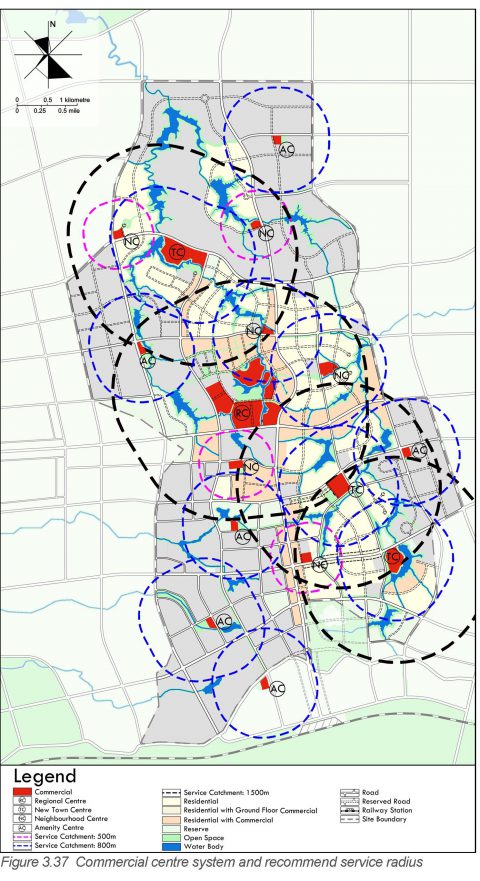 N
0 0.5 1 kilometre
0 0.25 0.5 mile
AC
NC
NC
TC
NC
AC
NC
RC
AC
NC
TC
AC
NC
TC
AC
AC
Legend
Commercial
RC Regional Centre
New Town Centre
Neighbourhood Centre
Amenity Centre
Service Catchment: 500m
Service Catchment: 800m
Service Catchment: 1500m
Residential
Residential with Ground Floor Commercial
Residential with Commercial
Reserve
Open Space
Water Body
Road
Reserved Road
Railway Station
Site Boundary
Figure 3.37 Commercial centre system and recommend service radius